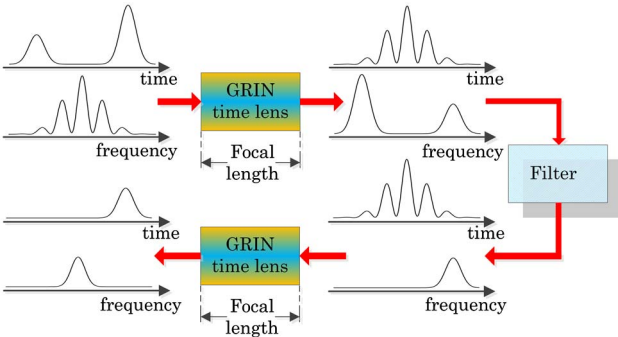 time
frequency
GRIN
time lens
Focal
length
time
frequency
Filter
time
frequency
GRIN
time lens
Focal
length
time
frequency